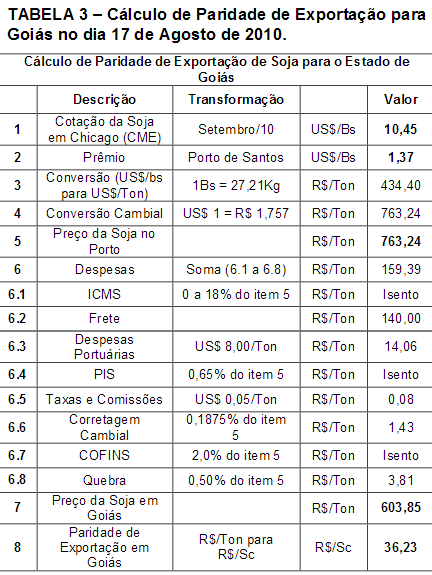 TABELA 3 – Cálculo de Paridade de Exportação para
Goiás no dia 17 de Agosto de 2010.
Cálculo de Paridade de Exportação de Soja para o Estado de
Goiás
Descrição Transformação Valor
1 Cotação da Soja em Chicago (CME) Setembro/10 US$/Bs 10,45
2 Prêmio Porto de Santos US$/Bs 1,37
3 Conversão (US$/bs para US$/Ton) 1Bs = 27,21Kg R$/Ton 434,40
4 Conversão Cambial US$ 1 = R$ 1,757 R$/Ton 763,24
5 Preço da Soja no Porto R$/Ton 763,24
6 Despesas Soma (6.1 a 6.8) R$/Ton 159,39
6.1 ICMS 0 a 18% do item 5 R$/Ton Isento
6.2 Frete R$/Ton 140,00
6.3 Despesas Portuárias US$ 8,00/Ton R$/Ton 14,06
6.4 PIS 0,65% do item 5 R$/Ton Isento
6.5 Taxas e Comissões US$ 0,05/Ton R$/Ton 0,08
6.6 Corretagem Cambial 0,1875% do item 5 R$/Ton 1,43
6.7 COFINS 2,0% do item 5 R$/Ton Isento
6.8 Quebra 0,50% do item 5 R$/Ton 3,81
7 Preço da Soja em Goiás R$/Ton 603,85
8 Paridade de Exportação em Goiás R$/Ton para R$/Sc R$/Sc 36,23